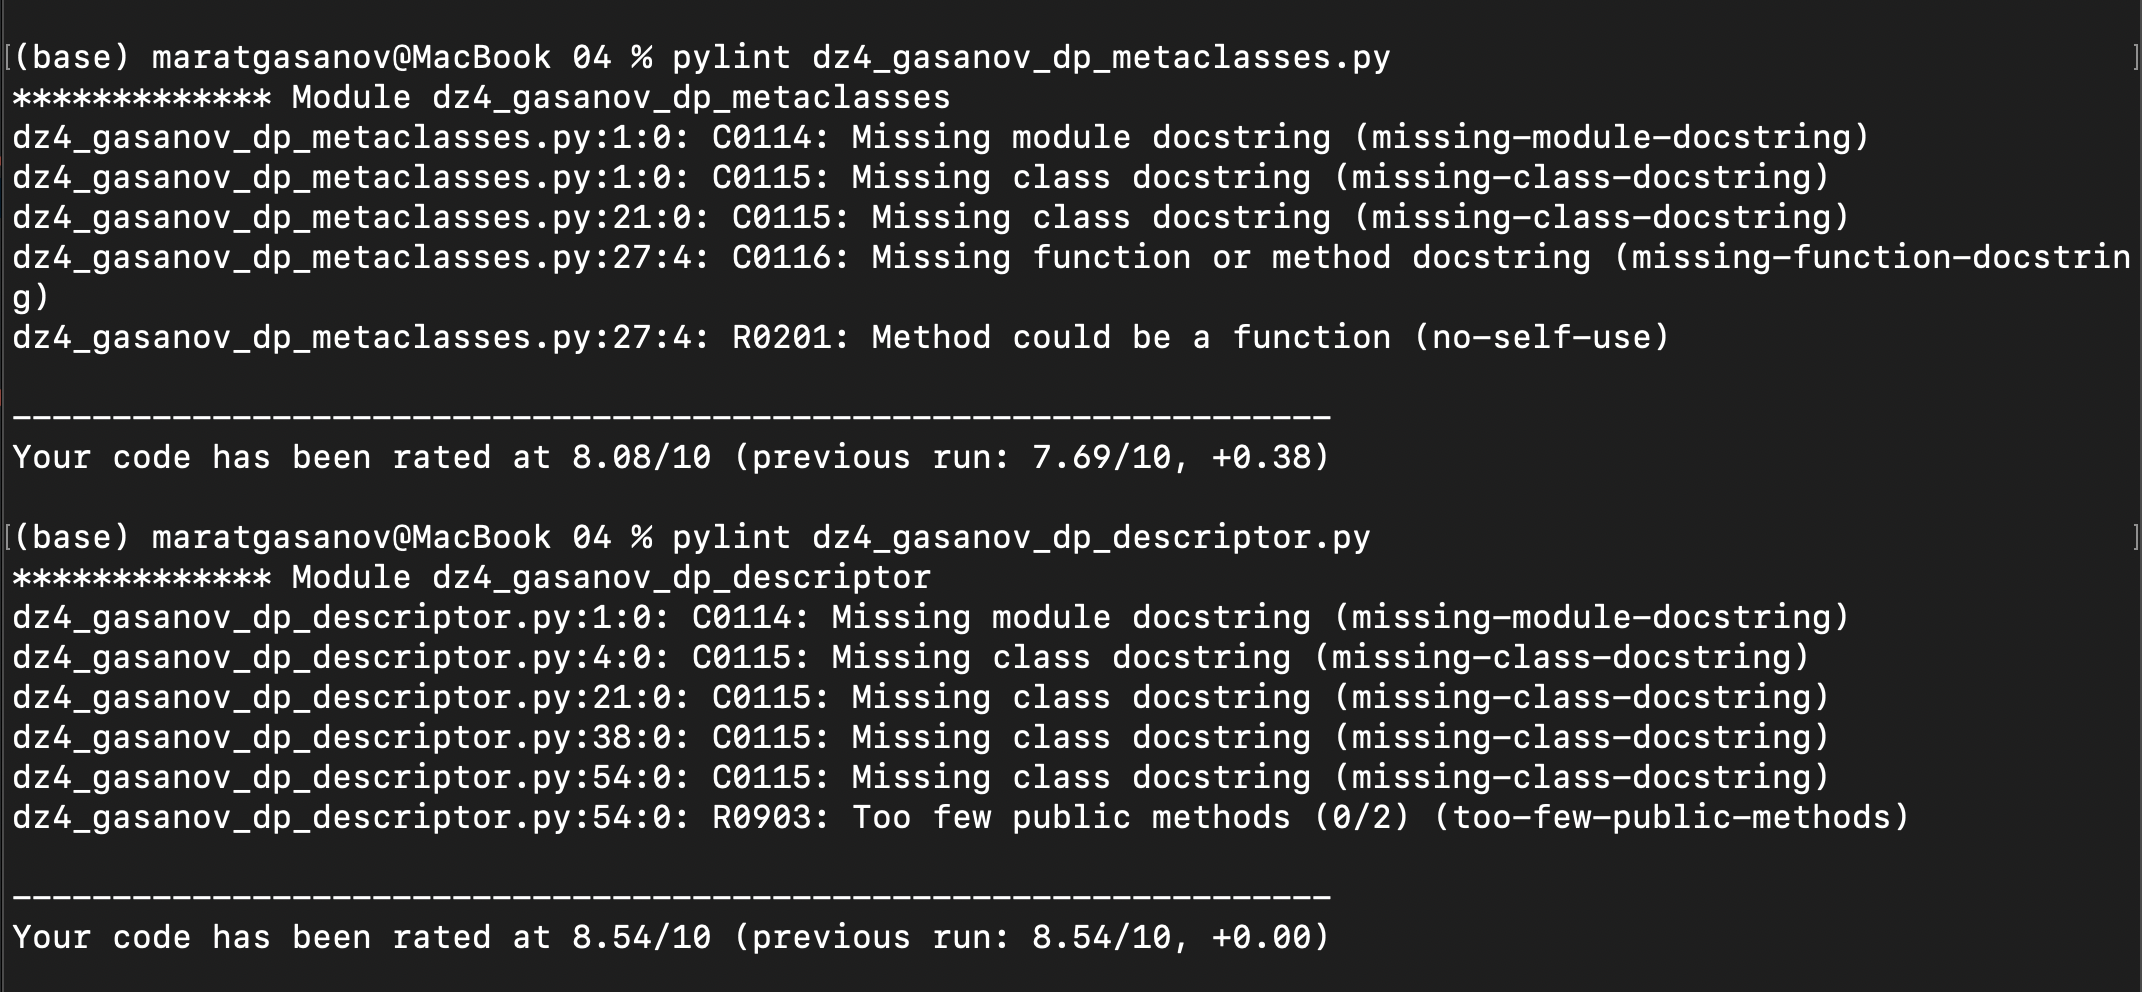 [(base) maratgasanov@MacBook 04 % pylint dz4_gasanov_dp_metaclasses.py ]
************* Module dz4_gasanov_dp_metaclasses
dz4_gasanov_dp_metaclasses.py:1:0: C0114: Missing module docstring (missing-module-docstring)
dz4_gasanov_dp_metaclasses.py:1:0: C0115: Missing class docstring (missing-class-docstring)
dz4_gasanov_dp_metaclasses.py:21:0: C0115: Missing class docstring (missing-class-docstring)
dz4_gasanov_dp_metaclasses.py:27:4: C0116: Missing function or method docstring (missing-function-docstrin
g)
dz4_gasanov_dp_metaclasses.py:27:4: R0201: Method could be a function (no-self-use)
------------------------------------------------------------------
Your code has been rated at 8.08/10 (previous run: 7.69/10, +0.38)
[(base) maratgasanov@MacBook 04 % pylint dz4_gasanov_dp_descriptor.py ]
************* Module dz4_gasanov_dp_descriptor
dz4_gasanov_dp_descriptor.py:1:0: C0114: Missing module docstring (missing-module-docstring)
dz4_gasanov_dp_descriptor.py:4:0: C0115: Missing class docstring (missing-class-docstring)
dz4_gasanov_dp_descriptor.py:21:0: C0115: Missing class docstring (missing-class-docstring)
dz4_gasanov_dp_descriptor.py:38:0: C0115: Missing class docstring (missing-class-docstring)
dz4_gasanov_dp_descriptor.py:54:0: C0115: Missing class docstring (missing-class-docstring)
dz4_gasanov_dp_descriptor.py:54:0: R0903: Too few public methods (0/2) (too-few-public-methods)
------------------------------------------------------------------
Your code has been rated at 8.54/10 (previous run: 8.54/10, +0.00)